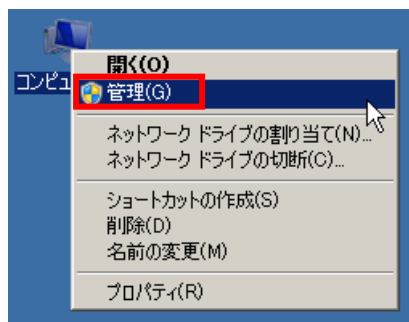 コンピュ
開く(O)
管理(G)
ネットワーク ドライブの割り当て(N)...
ネットワーク ドライブの切断(C)...
ショートカットの作成(S)
削除(D)
名前の変更(M)
プロパティ(R)